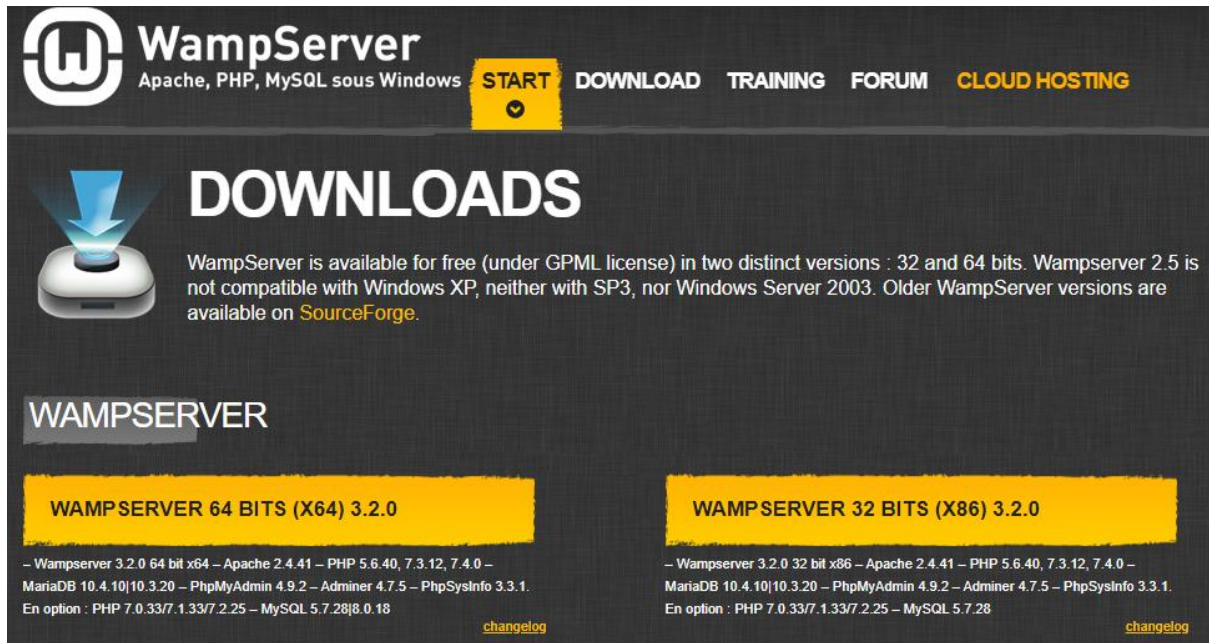 WampServer
Apache, PHP, MySQL sous Windows
START
DOWNLOAD
TRAINING
FORUM
CLOUD HOSTING
DOWNLOADS
WampServer is available for free (under GPML license) in two distinct versions : 32 and 64 bits. Wampserver 2.5 is
not compatible with Windows XP, neither with SP3, nor Windows Server 2003. Older WampServer versions are
available on SourceForge.
WAMPSERVER
WAMPSERVER 64 BITS (X64) 3.2.0
– Wampserver 3.2.0 64 bit x64 – Apache 2.4.41 – PHP 5.6.40, 7.3.12, 7.4.0 –
MariaDB 10.4.10|10.3.20 – PhpMyAdmin 4.9.2 – Adminer 4.7.5 – PhpSysInfo 3.3.1.
En option : PHP 7.0.33/7.1.33/7.2.25 – MySQL 5.7.28|8.0.18
changelog
WAMPSERVER 32 BITS (X86) 3.2.0
– Wampserver 3.2.0 32 bit x86 – Apache 2.4.41 – PHP 5.6.40, 7.3.12, 7.4.0 –
MariaDB 10.4.10|10.3.20 – PhpMyAdmin 4.9.2 – Adminer 4.7.5 – PhpSysInfo 3.3.1.
En option : PHP 7.0.33/7.1.33/7.2.25 – MySQL 5.7.28
changelog